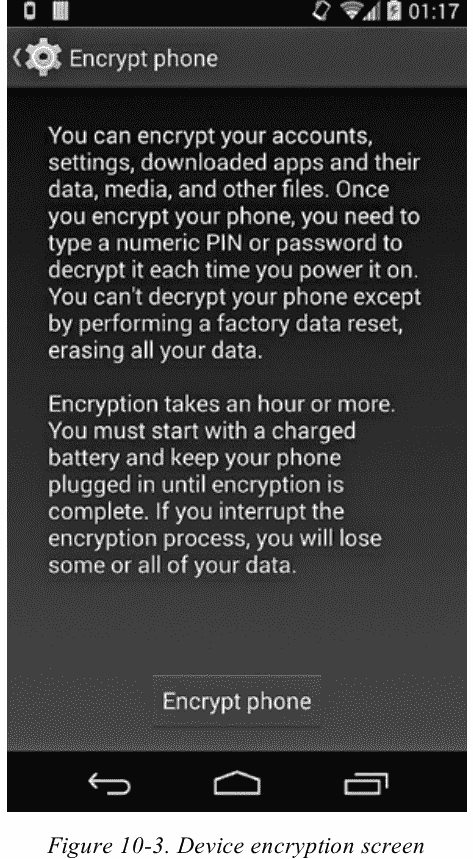 01:17
Encrypt phone
You can encrypt your accounts,
settings, downloaded apps and their
data, media, and other files. Once
you encrypt your phone, you need to
type a numeric PIN or password to
decrypt it each time you power it on.
You can't decrypt your phone except
by performing a factory data reset,
erasing all your data.
Encryption takes an hour or more.
You must start with a charged
battery and keep your phone
plugged in until encryption is
complete. If you interrupt the
encryption process, you will lose
some or all of your data.
Encrypt phone
Figure 10-3. Device encryption screen